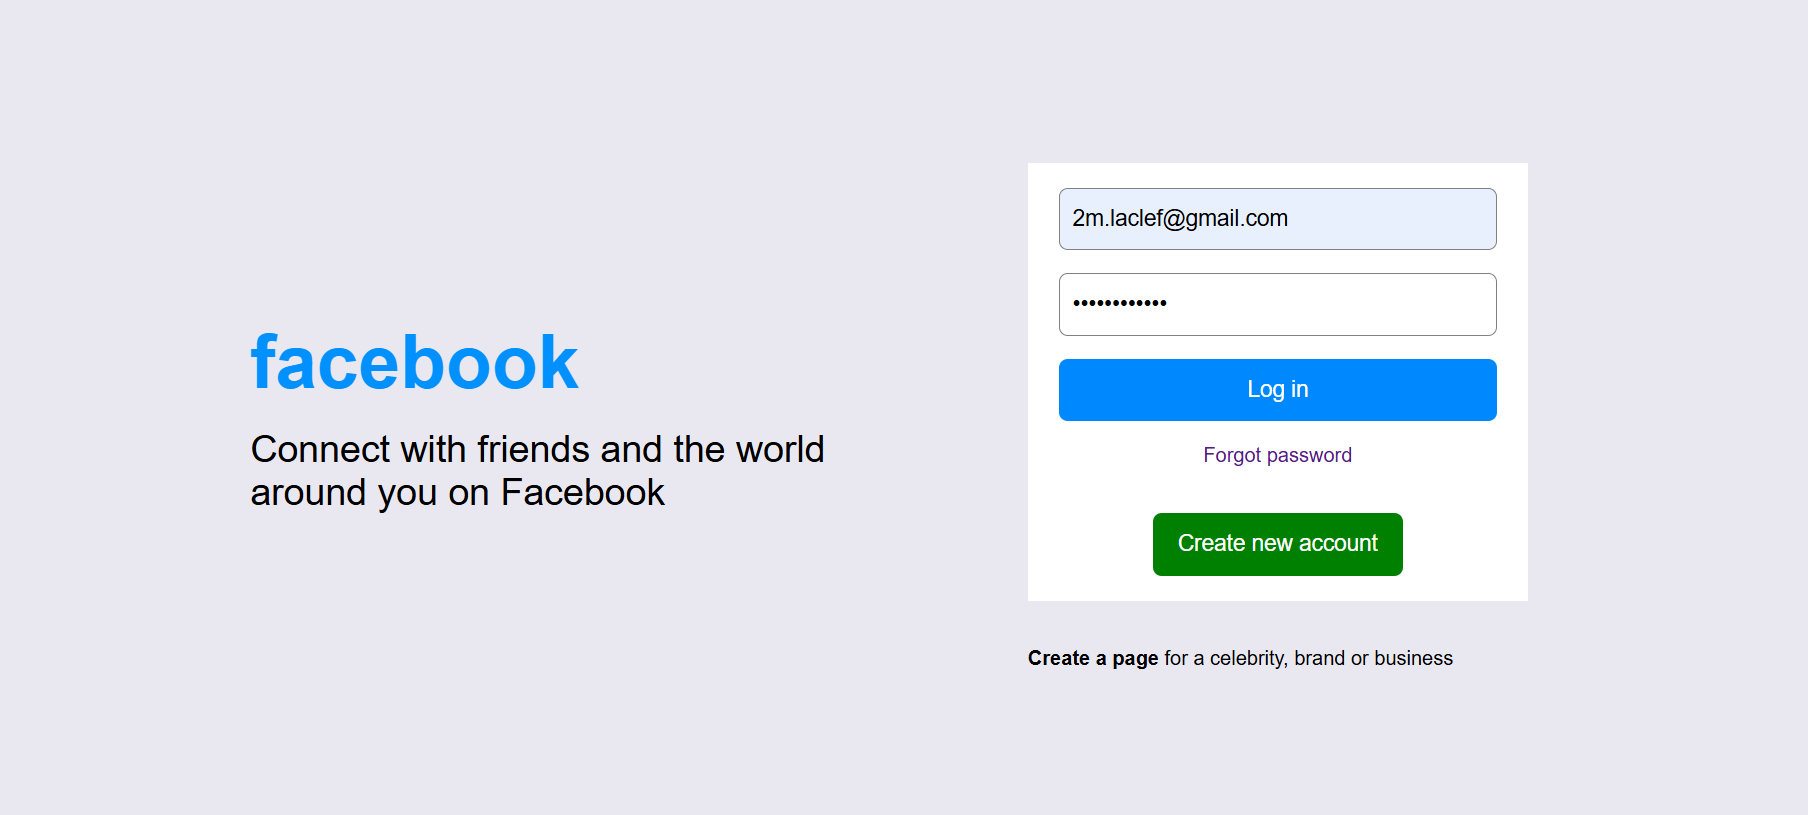 facebook
Connect with friends and the world
around you on Facebook
2m.laclef@gmail.com
••••••••••••
Log in
Forgot password
Create new account
Create a page for a celebrity, brand or business